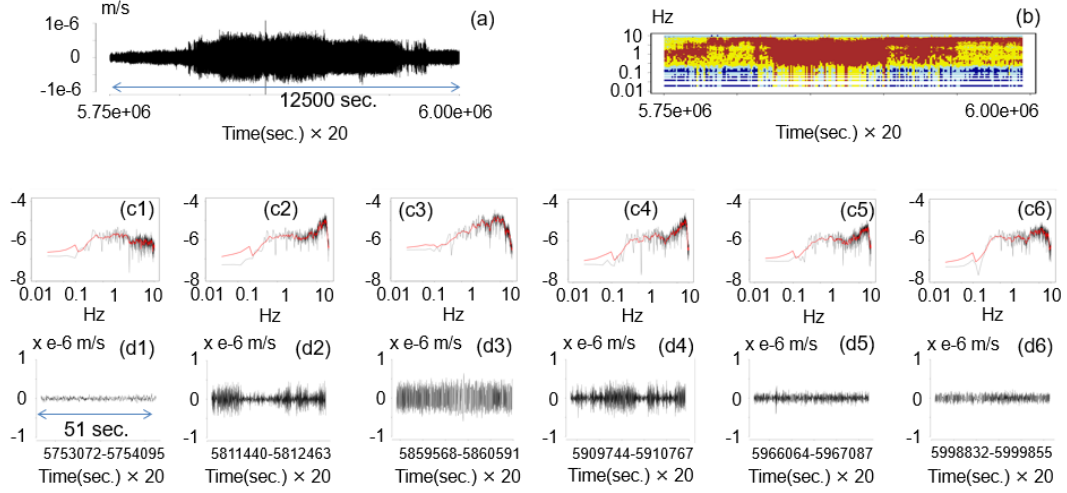 m/s (a)
1e-6
0
-1e-6
12500 sec.
5.75e+06 6.00e+06
Time(sec.) × 20
Hz (b)
10
1
0.1
0.01
5.75e+06 6.00e+06
Time(sec.) × 20
-4 (c1) -4 (c2) -4 (c3) -4 (c4) -4 (c5) -4 (c6)
-6 -6 -6 -6 -6 -6
-8 -8 -8 -8 -8 -8
0.01 0.1 1 10 0.01 0.1 1 10 0.01 0.1 1 10 0.01 0.1 1 10 0.01 0.1 1 10 0.01 0.1 1 10
Hz Hz Hz Hz Hz Hz
x e-6 m/s (d1) x e-6 m/s (d2) x e-6 m/s (d3) x e-6 m/s (d4) x e-6 m/s (d5) x e-6 m/s (d6)
1 1 1 1 1 1
0 0 0 0 0 0
51 sec.
-1 -1 -1 -1 -1 -1
5753072-5754095 5811440-5812463 5859568-5860591 5909744-5910767 5966064-5967087 5998832-5999855
Time(sec.) × 20 Time(sec.) × 20 Time(sec.) × 20 Time(sec.) × 20 Time(sec.) × 20 Time(sec.) × 20